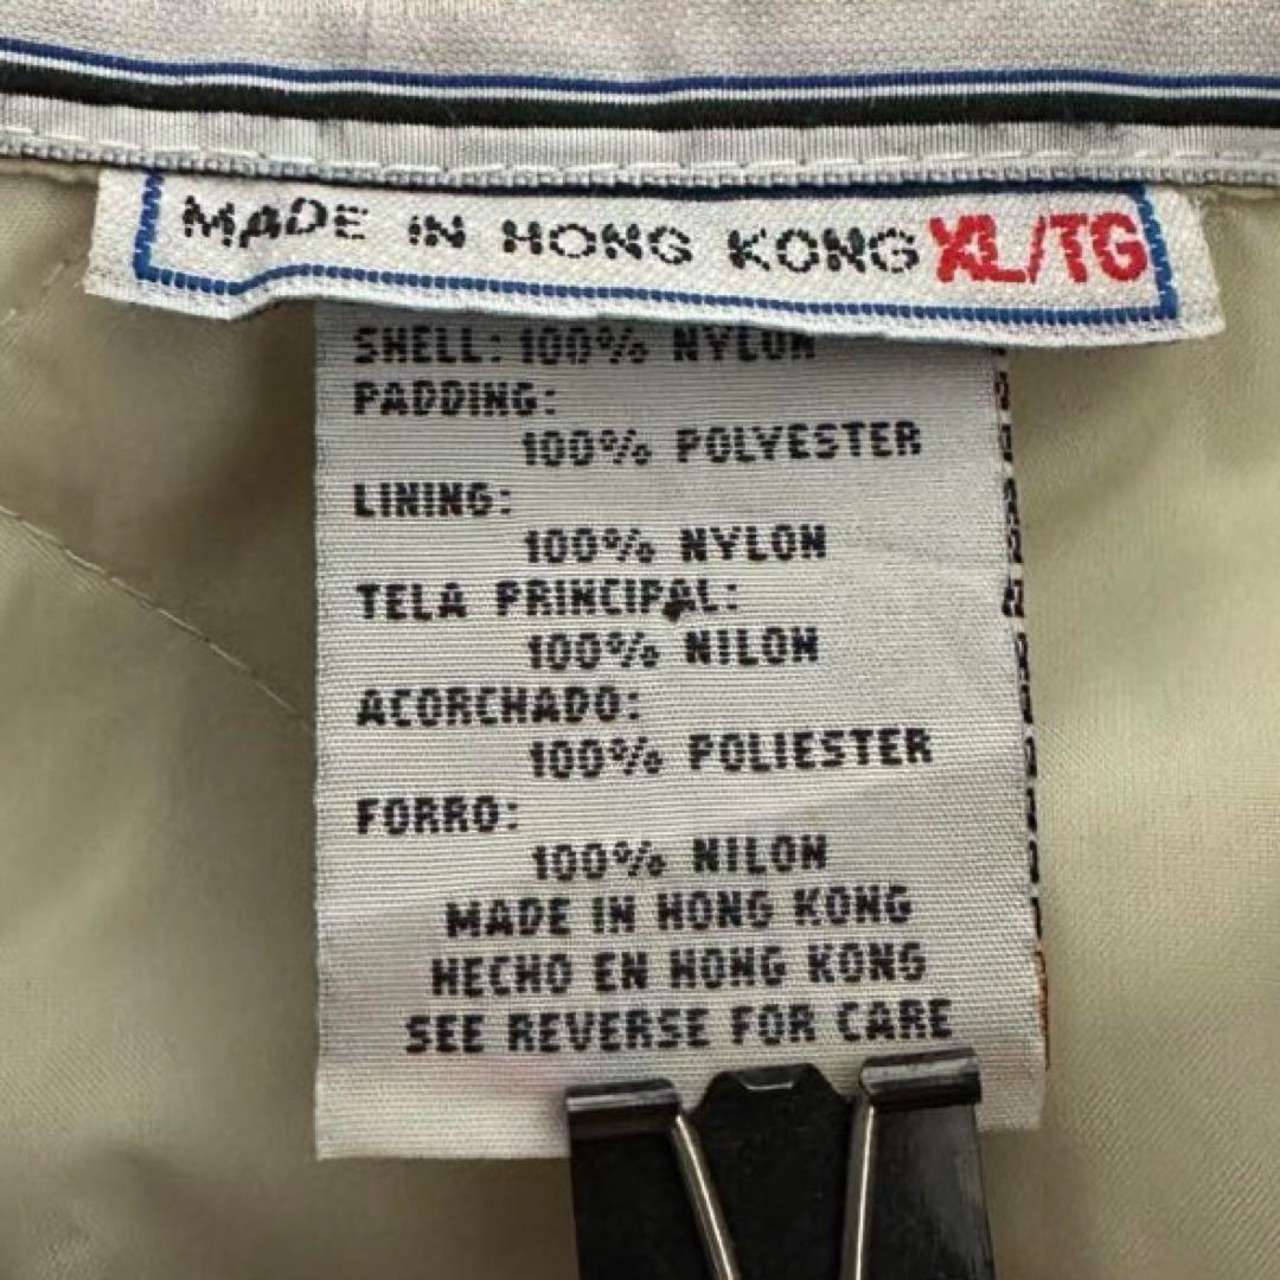 MADE IN HONG KONG XL/TG
SHELL: 100% NYLON
PADDING:
100% POLYESTER
LINING:
100% NYLON
TELA PRINCIPAL:
100% NILON
ACORCHADO:
100% POLIESTER
FORRO:
100% NILON
MADE IN HONG KONG
HECHO EN HONG KONG
SEE REVERSE FOR CARE